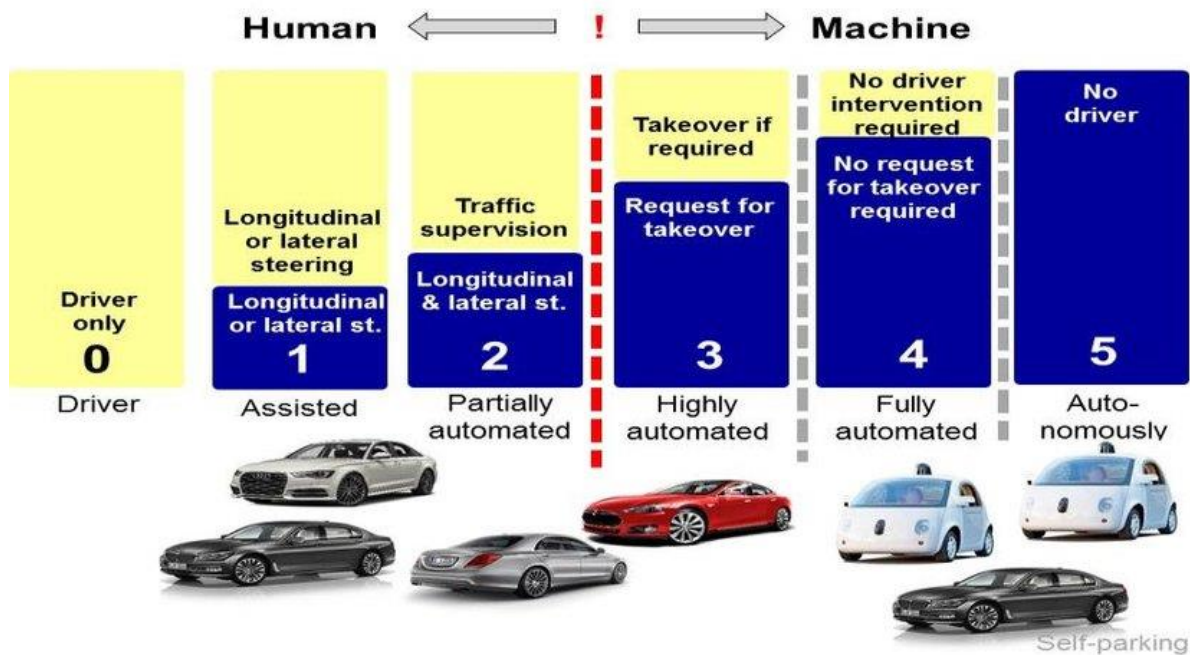 Human ! Machine
Driver
only
0
Driver
Longitudinal
or lateral
steering
Longitudinal
or lateral st.
1
Assisted
Traffic
supervision
Longitudinal
& lateral st.
2
Partially
automated
Takeover if
required
Request for
takeover
3
Highly
automated
No driver
intervention
required
No request
for takeover
required
4
Fully
automated
No
driver
5
Auto-
nomously
Self-parking